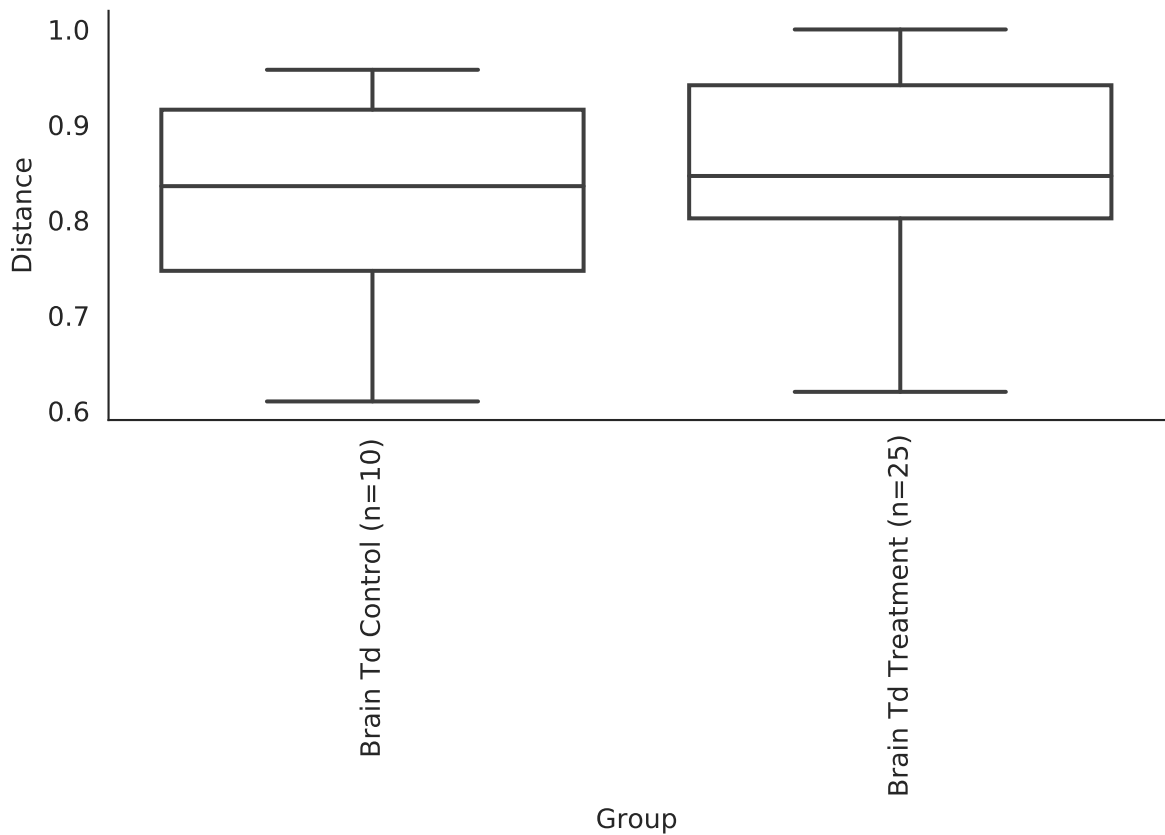 1.0
0.9
0.8
0.7
0.6
Distance
Brain Td Control (n=10)
Brain Td Treatment (n=25)
Group